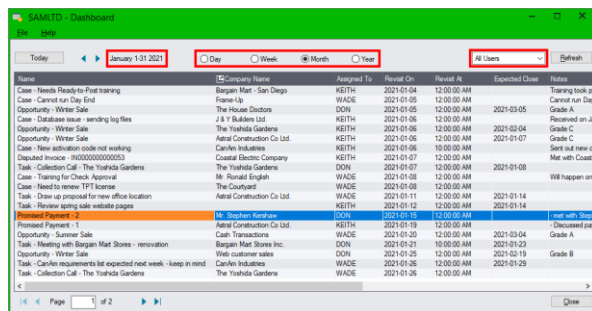 SAMLTD - Dashboard
File Help
Today January 1-31 2021 Day Week Month Year All Users Refresh
Name Company Name Assigned To Revisit On Revisit At Expected Close Notes
Case - Needs Ready-to-Post training Bargain Mart - San Diego KEITH 2021-01-04 12:00:00 AM Training took p
Case - Cannot run Day End Frame-Up WADE 2021-01-05 12:00:00 AM Cannot run Day
Opportunity - Winter Sale The House Doctors DON 2021-01-05 12:00:00 AM 2021-03-05 Grade A
Case - Database issue - sending log files J & Y Builders Ltd. KEITH 2021-01-06 12:00:00 AM Received on J
Opportunity - Winter Sale The Yoshida Gardens KEITH 2021-01-06 12:00:00 AM 2021-02-04 Grade C
Opportunity - Winter Sale Astral Construction Co Ltd. KEITH 2021-01-06 12:00:00 AM 2021-01-07 Grade C
Case - New activation code not working CanAm Industries KEITH 2021-01-06 10:00:00 AM Sent out new c
Disputed Invoice - IN0000000000053 Coastal Electric Company KEITH 2021-01-07 12:00:00 AM Met with Coast
Task - Collection Call - The Yoshida Gardens The Yoshida Gardens DON 2021-01-07 12:00:00 AM 2021-01-08
Case - Training for Check Approval Mr. Ronald English WADE 2021-01-08 12:00:00 AM Will happen on
Case - Need to renew TPT license The Courtyard WADE 2021-01-08 12:00:00 AM
Task - Draw up proposal for new office location Astral Construction Co Ltd. WADE 2021-01-11 12:00:00 AM 2021-01-14
Task - Review spring sale website pages KEITH 2021-01-12 12:00:00 AM 2021-01-14
Promised Payment - 2 Mr. Stephen Kershaw DON 2021-01-15 12:00:00 AM - met with Step
Promised Payment - 1 Astral Construction Co Ltd. KEITH 2021-01-19 12:00:00 AM - Discussed pa
Opportunity - Summer Sale Cash Transactions WADE 2021-01-20 12:00:00 AM 2021-03-04 Grade A
Task - Meeting with Bargain Mart Stores - renovation Bargain Mart Stores Inc. DON 2021-01-21 10:00:00 AM 2021-01-23
Opportunity - Winter Sale Web customer sales DON 2021-01-25 12:00:00 AM 2021-02-19 Grade B
Task - CanAm requirements list expected next week - keep in mind CanAm Industries WADE 2021-01-26 12:00:00 AM 2021-01-29
Task - Collection Call - The Yoshida Gardens The Yoshida Gardens WADE 2021-01-26 12:00:00 AM
Page 1 of 2 Close